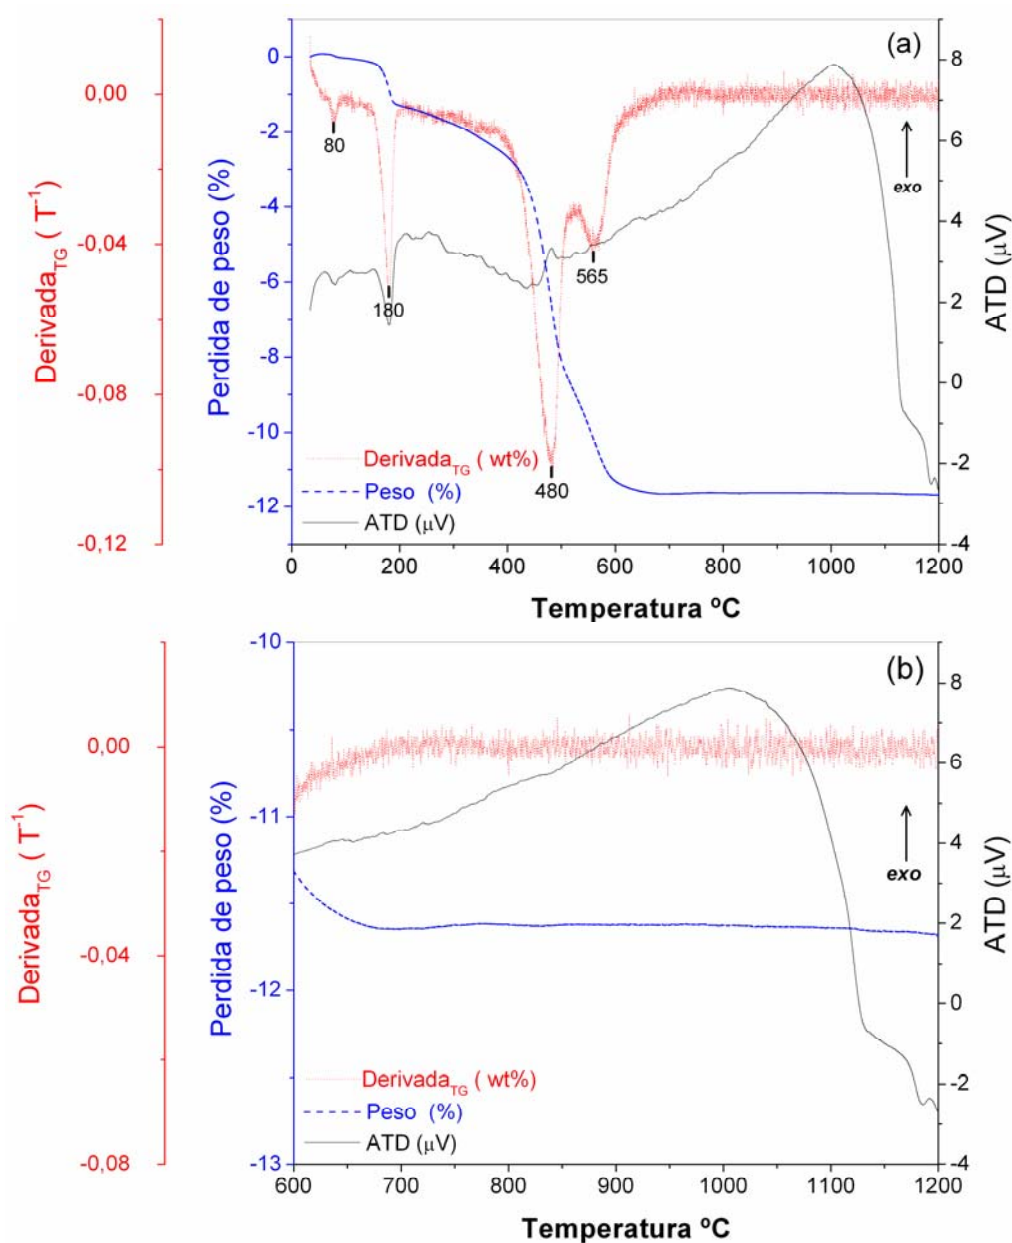 (a)
0
-2
-4
-6
-8
-10
-12
0,00
-0,04
-0,08
-0,12
8
6
4
2
0
-2
-4
Derivada_TG ( T⁻¹)
Perdida de peso (%)
ATD (µV)
exo
80
180
565
480
Derivada_TG ( wt%)
Peso (%)
ATD (µV)
0 200 400 600 800 1000 1200
Temperatura ºC
(b)
-10
-11
-12
-13
0,00
-0,04
-0,08
8
6
4
2
0
-2
-4
Derivada_TG ( T⁻¹)
Perdida de peso (%)
ATD (µV)
exo
Derivada_TG ( wt%)
Peso (%)
ATD (µV)
600 700 800 900 1000 1100 1200
Temperatura ºC